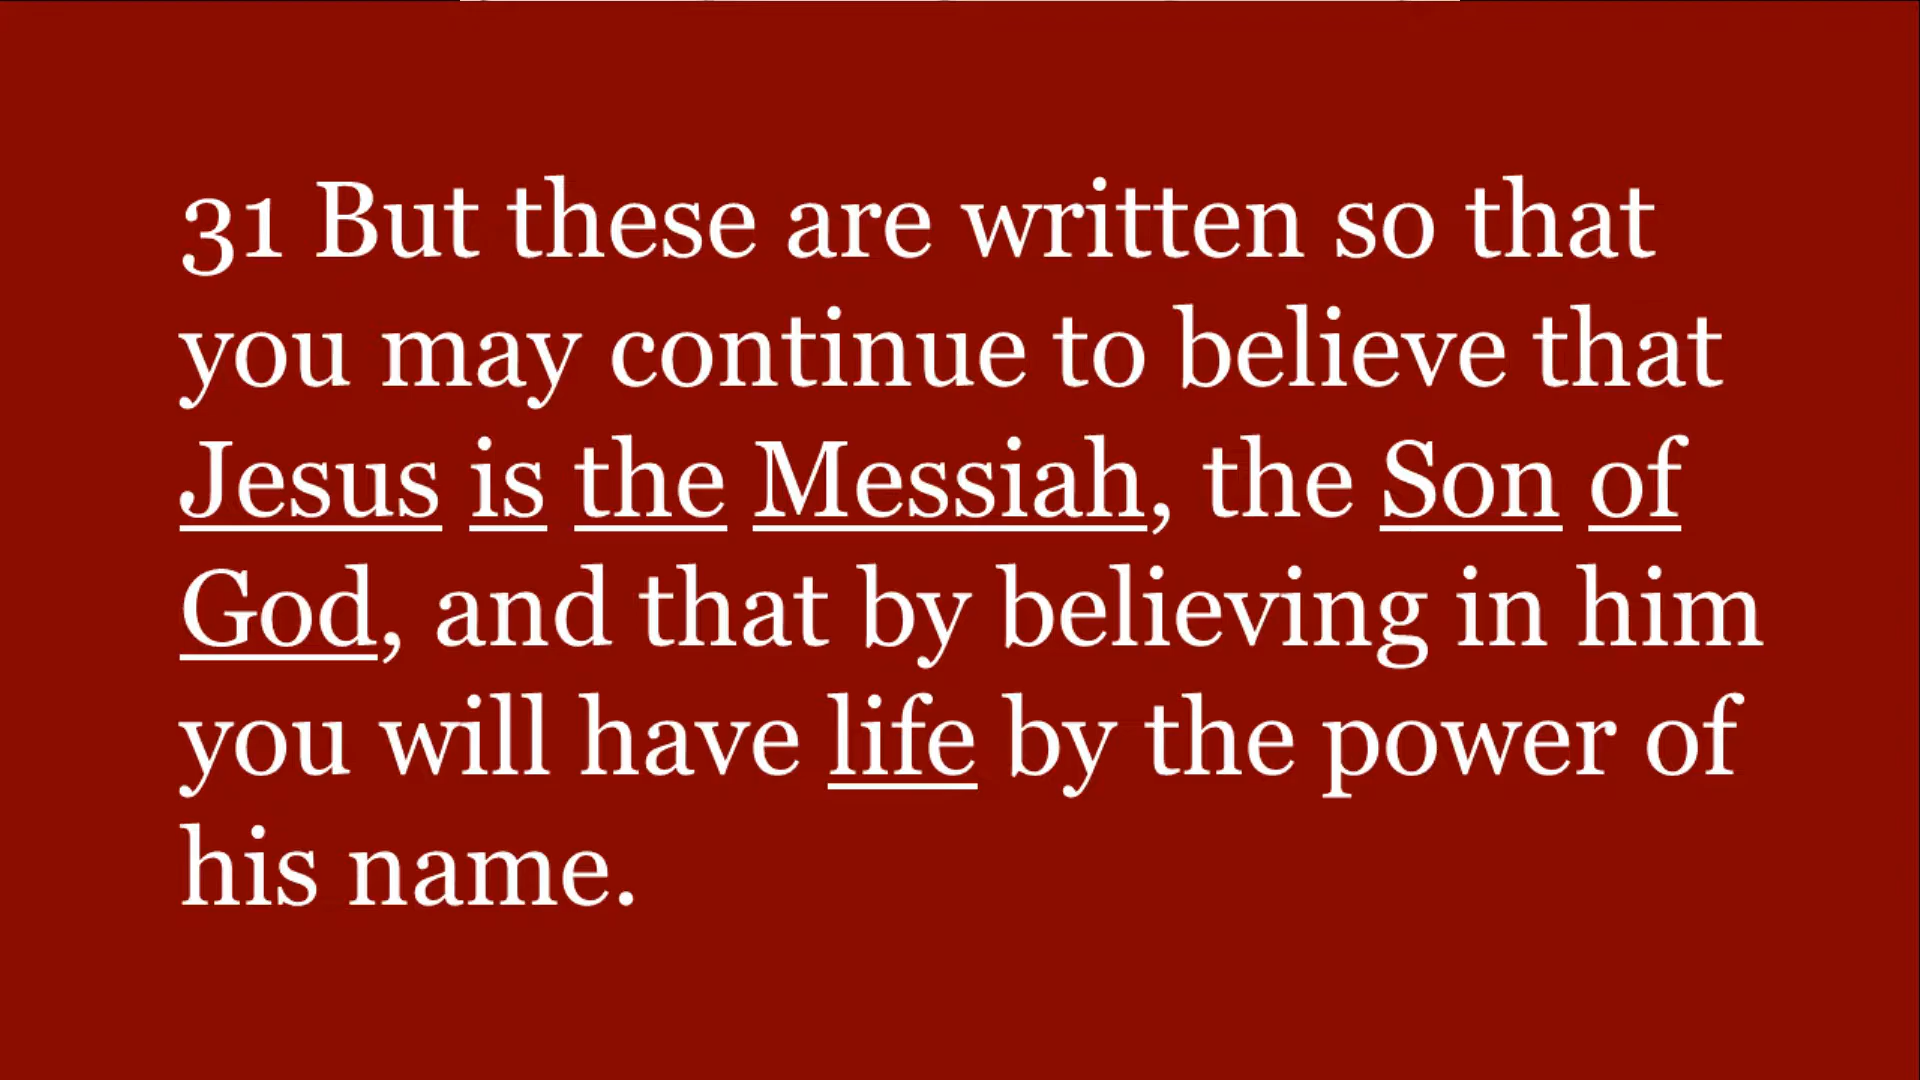 31 But these are written so that
you may continue to believe that
Jesus is the Messiah, the Son of
God, and that by believing in him
you will have life by the power of
his name.